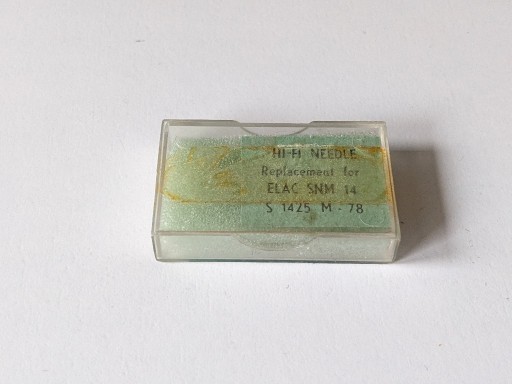 HI-FI NEEDLE
Replacement for
ELAC SNM 14
S 1425 M - 78